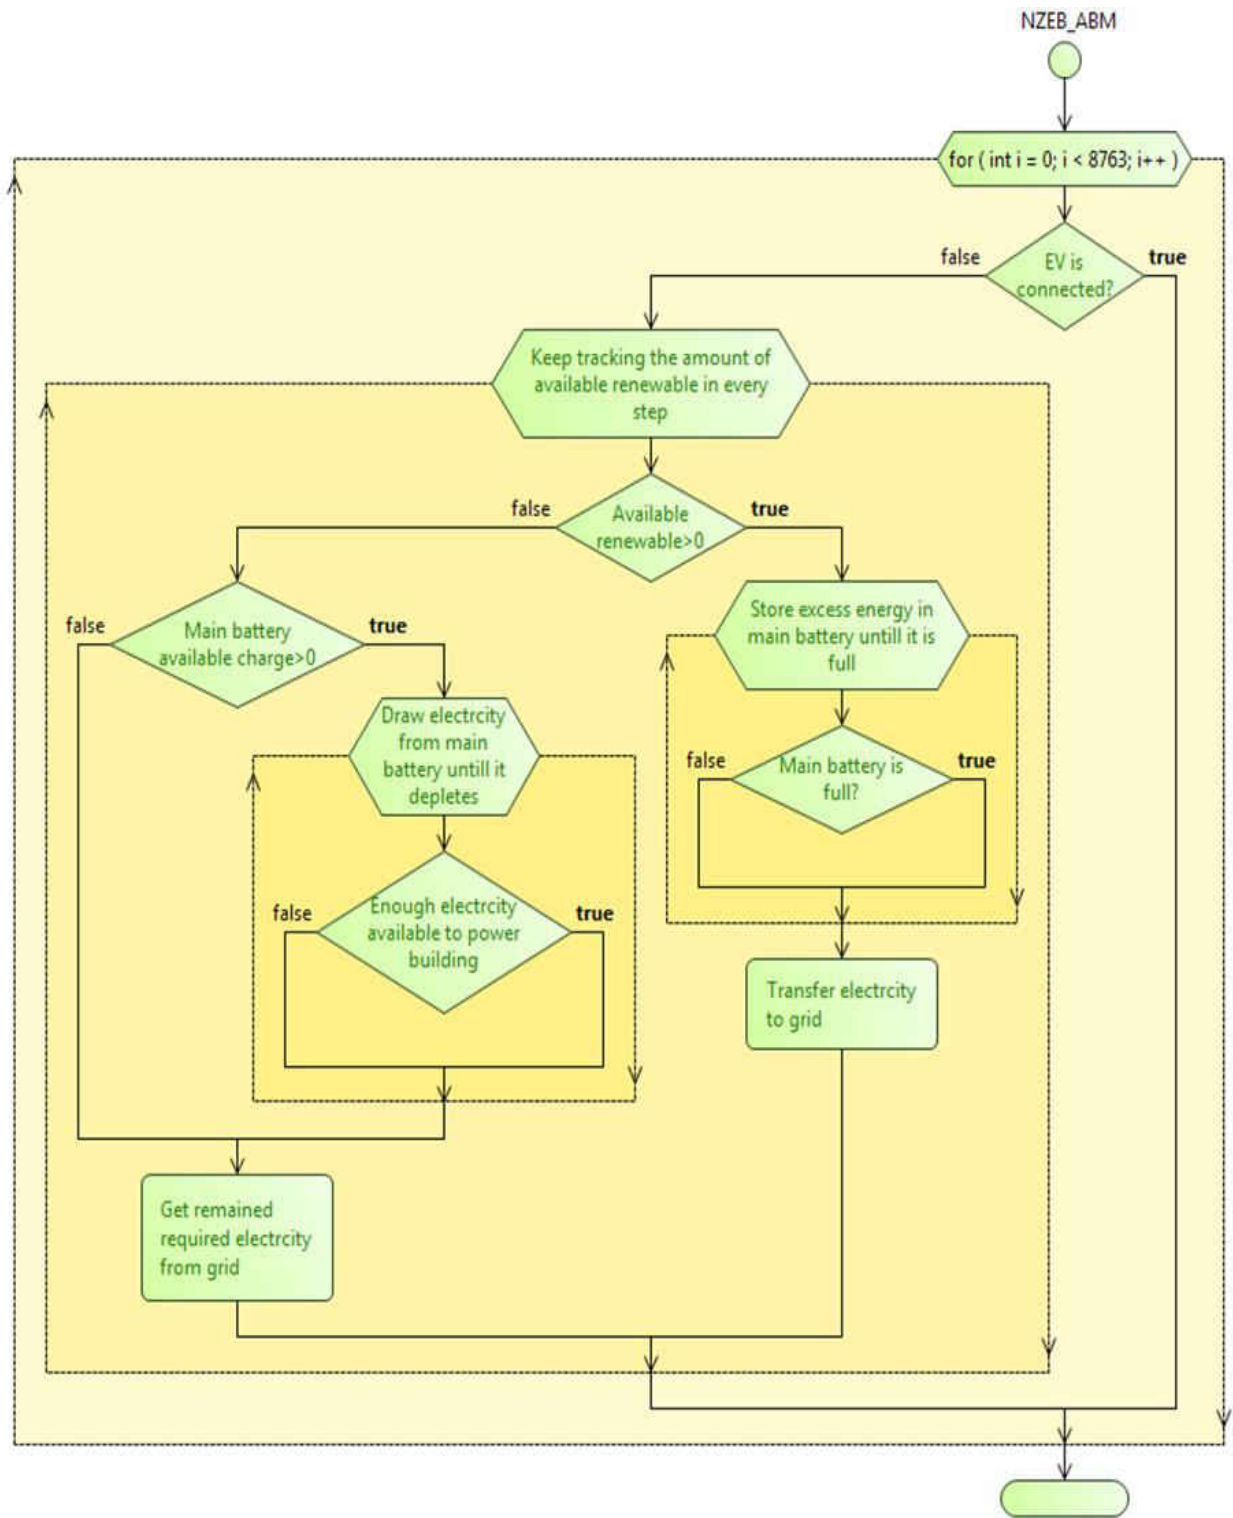 NZEB_ABM
for ( int i = 0; i < 8763; i++ )
false
EV is
connected?
true
Keep tracking the amount of
available renewable in every
step
false
Available
renewable>0
true
false
Main battery
available charge>0
true
Store excess energy in
main battery untill it is
full
Draw electrcity
from main
battery untill it
depletes
false
Main battery is
full?
true
false
Enough electrcity
available to power
building
true
Transfer electrcity
to grid
Get remained
required electrcity
from grid